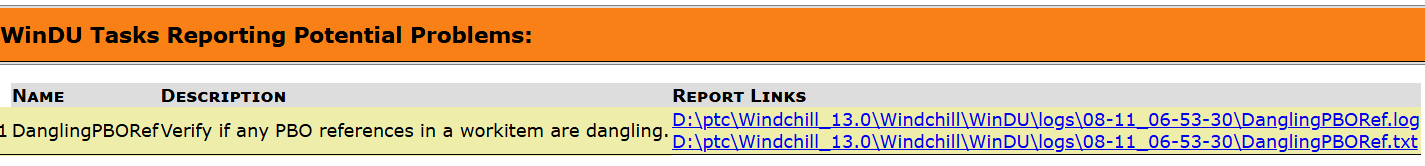 WinDU Tasks Reporting Potential Problems:
NAME DESCRIPTION REPORT LINKS
1 DanglingPBORef Verify if any PBO references in a workitem are dangling. D:\ptc\Windchill_13.0\Windchill\WinDU\logs\08-11_06-53-30\DanglingPBORef.log
D:\ptc\Windchill_13.0\Windchill\WinDU\logs\08-11_06-53-30\DanglingPBORef.txt